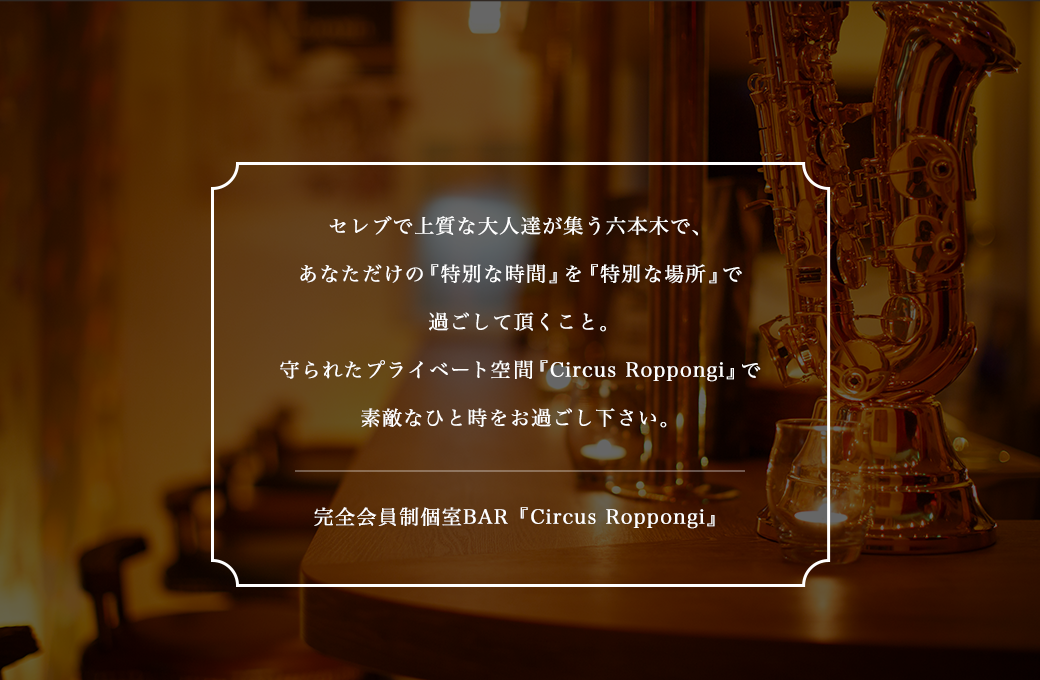 セレブで上質な大人達が集う六本木で、
あなただけの『特別な時間』を『特別な場所』で
過ごして頂くこと。
守られたプライベート空間『Circus Roppongi』で
素敵なひと時をお過ごし下さい。
完全会員制個室BAR『Circus Roppongi』